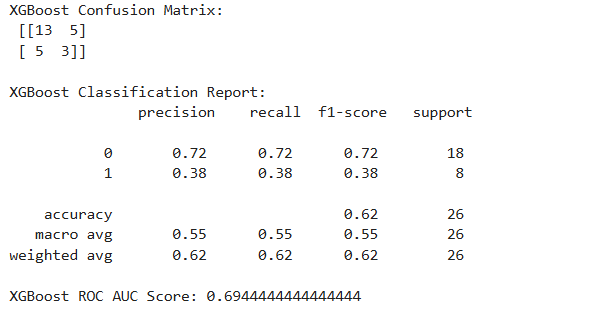 XGBoost Confusion Matrix:
[[13  5]
[ 5  3]]
XGBoost Classification Report:
precision recall f1-score support
0 0.72 0.72 0.72 18
1 0.38 0.38 0.38 8
accuracy 0.62 26
macro avg 0.55 0.55 0.55 26
weighted avg 0.62 0.62 0.62 26
XGBoost ROC AUC Score: 0.6944444444444444